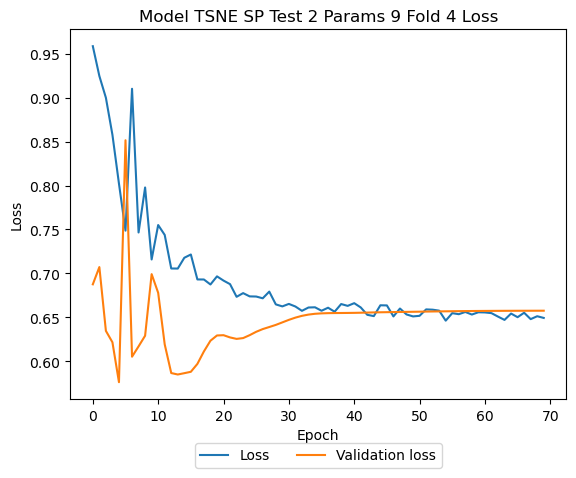 Model TSNE SP Test 2 Params 9 Fold 4 Loss
0.95
0.90
0.85
0.80
0.75
0.70
0.65
0.60
Loss
0 10 20 30 40 50 60 70
Epoch
Loss Validation loss